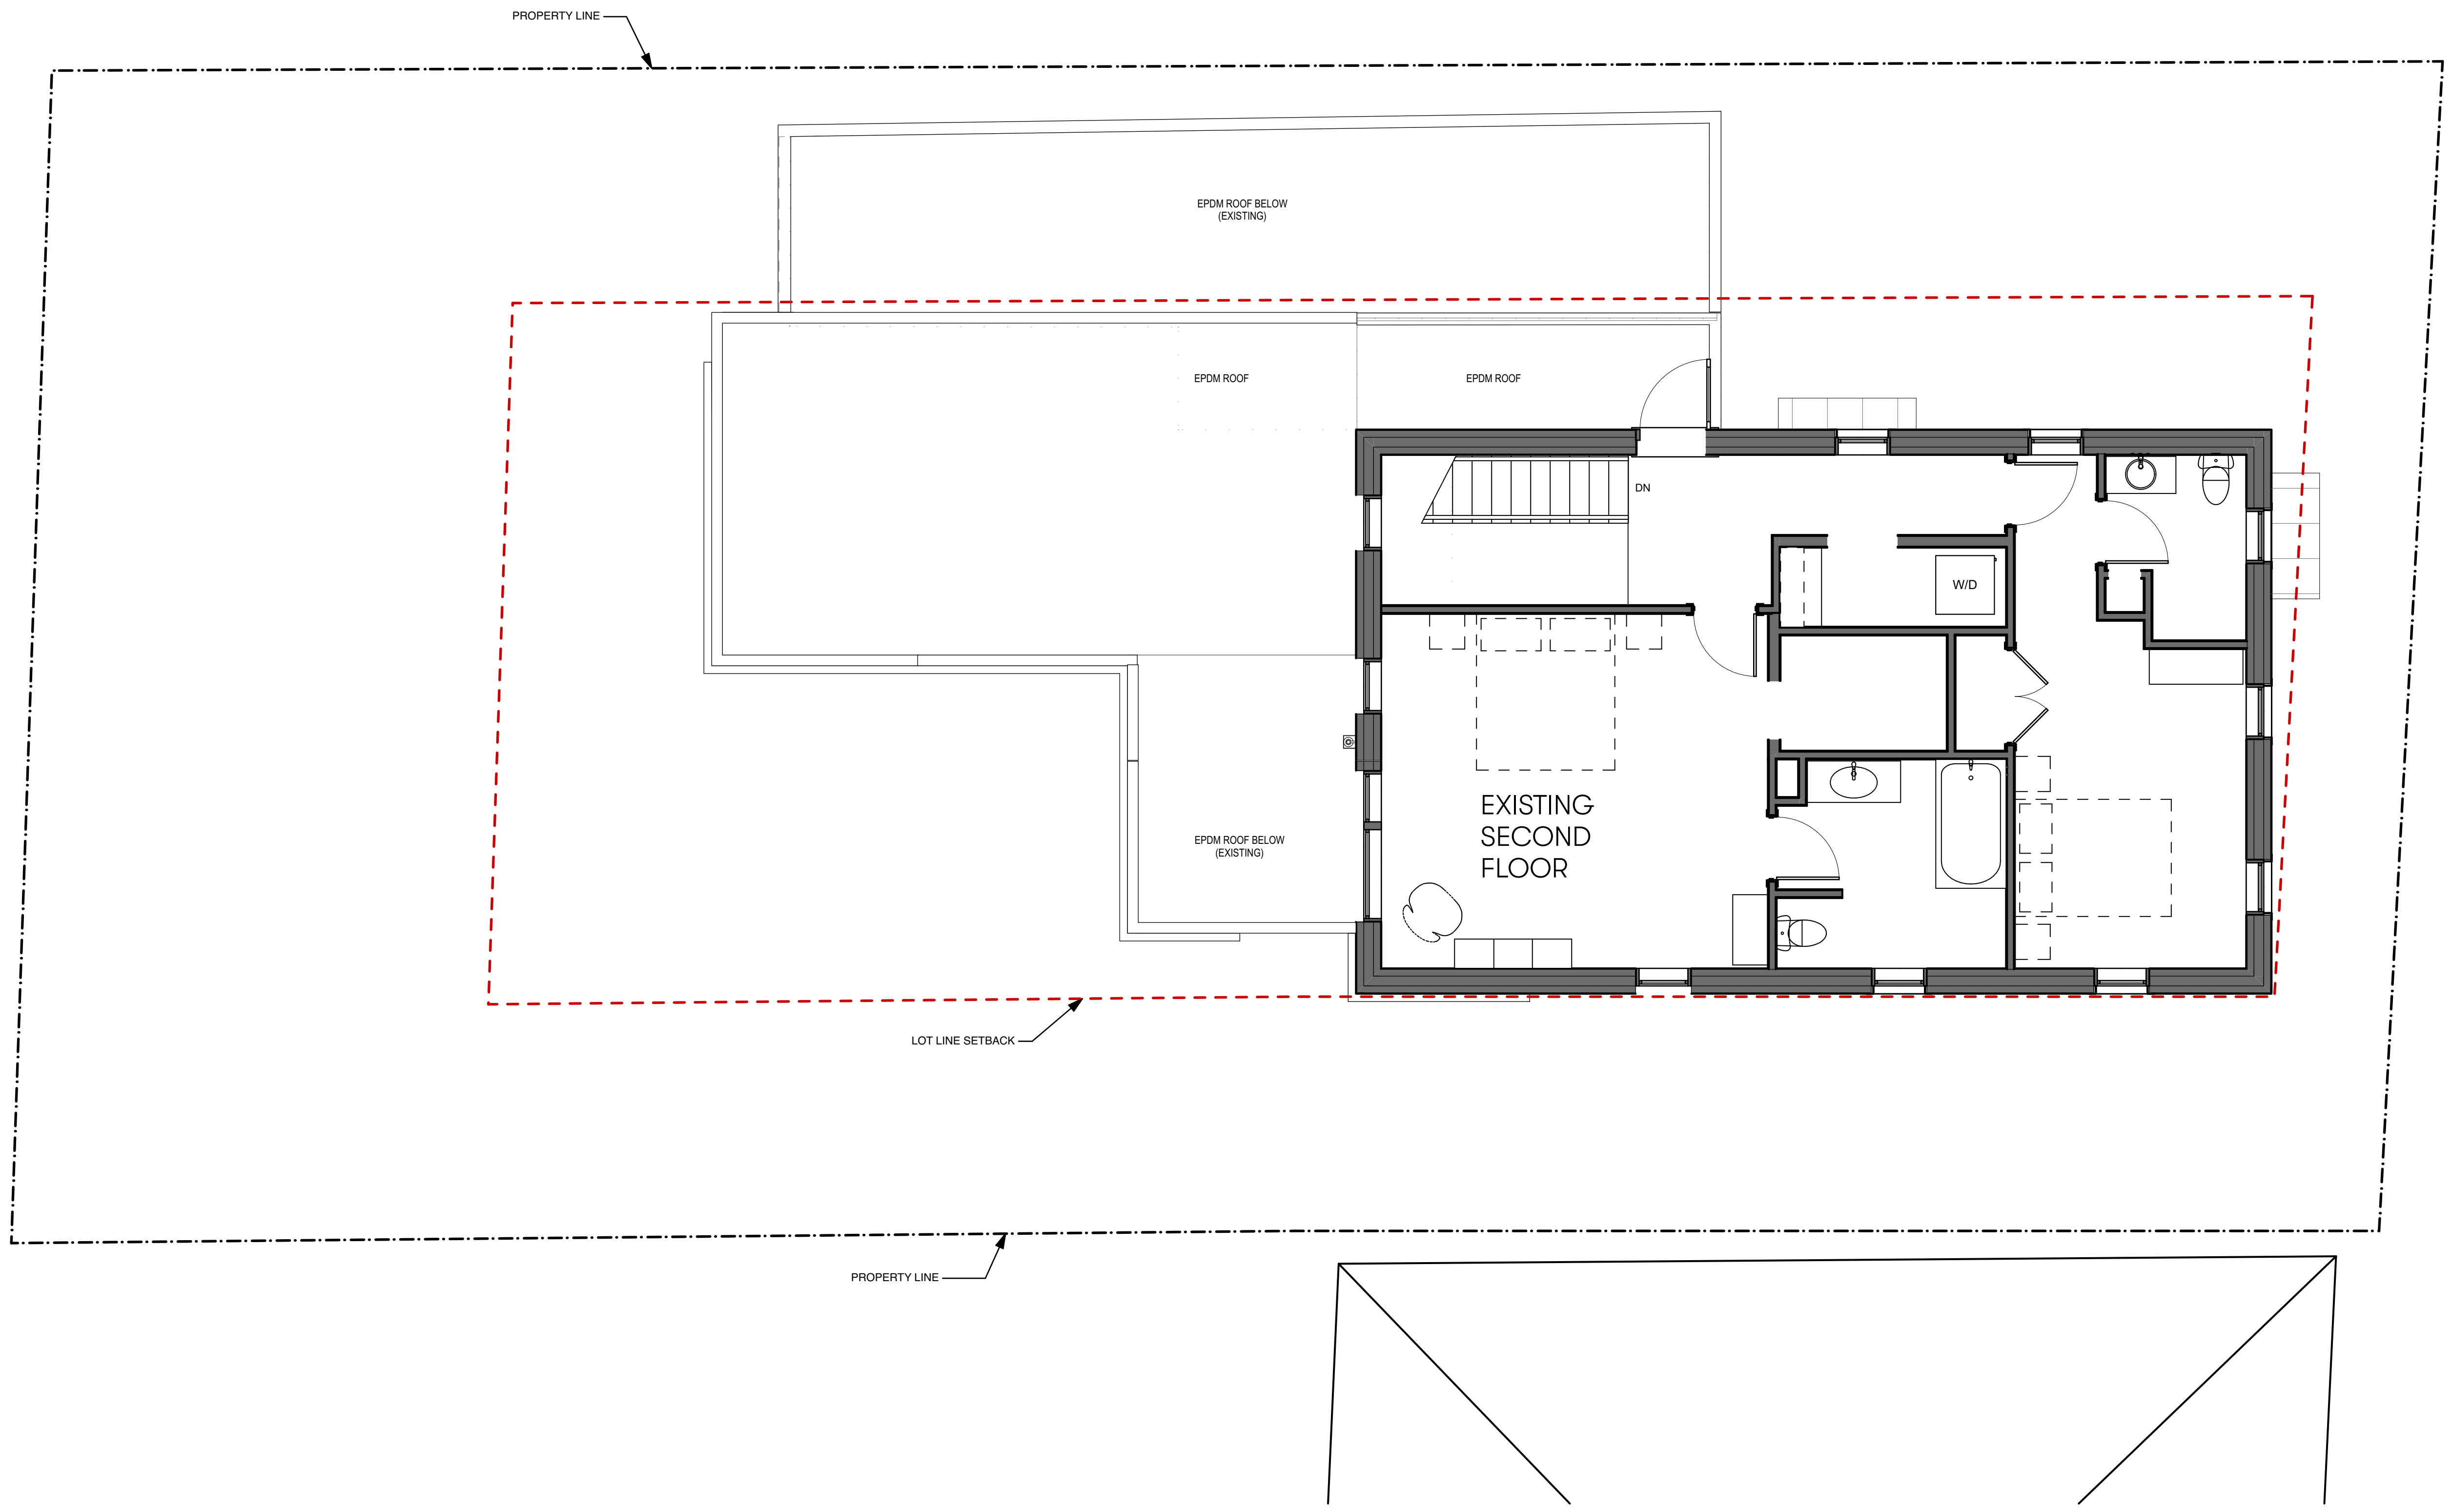 PROPERTY LINE
EPDM ROOF BELOW
(EXISTING)
EPDM ROOF
EPDM ROOF
DN
W/D
EXISTING
SECOND
FLOOR
EPDM ROOF BELOW
(EXISTING)
LOT LINE SETBACK
PROPERTY LINE